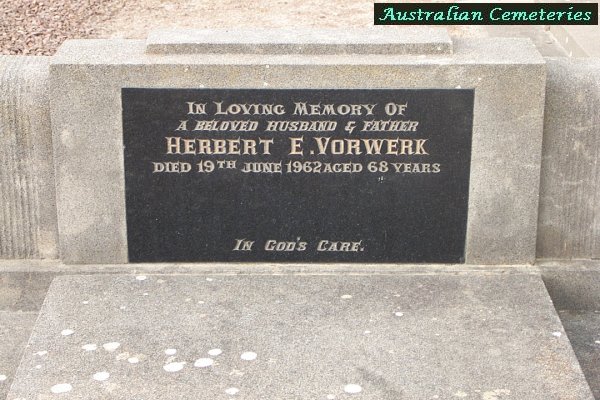 Australian Cemeteries
IN LOVING MEMORY OF
A BELOVED HUSBAND & FATHER
HERBERT E. VORWERK
DIED 19TH JUNE 1962 AGED 68 YEARS
IN GOD'S CARE.